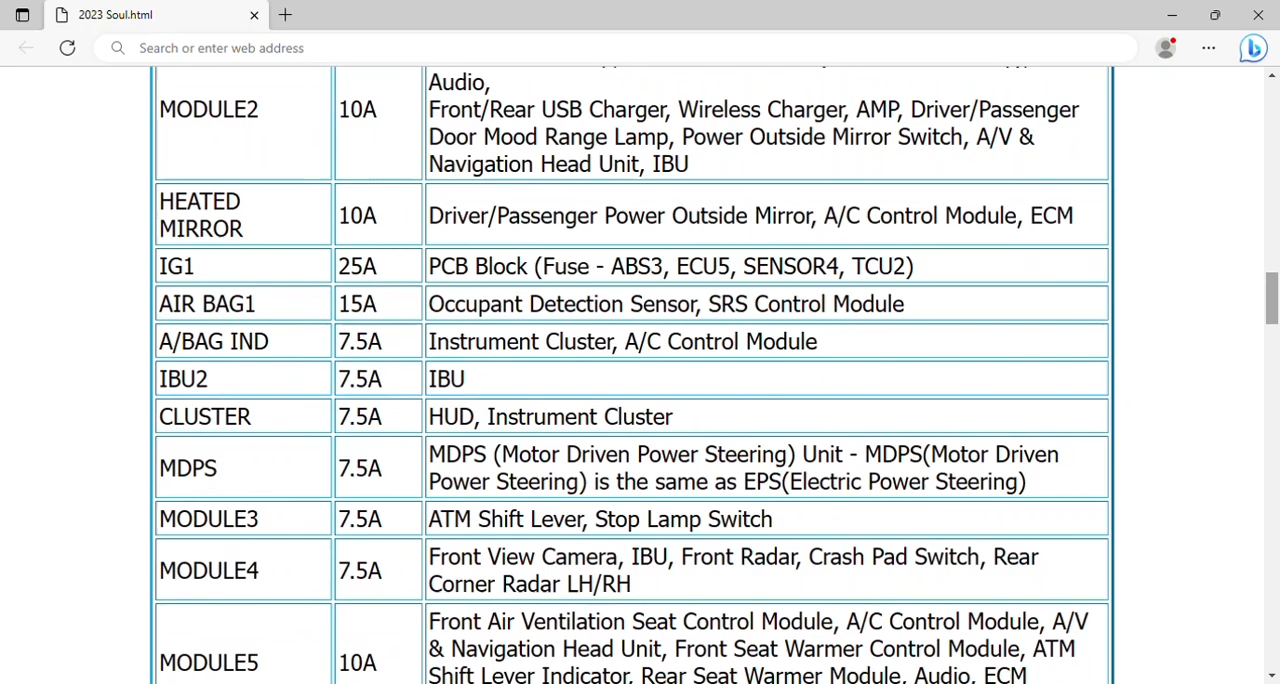 2023 Soul.html
Search or enter web address
Audio,
MODULE2 10A Front/Rear USB Charger, Wireless Charger, AMP, Driver/Passenger
Door Mood Range Lamp, Power Outside Mirror Switch, A/V &
Navigation Head Unit, IBU
HEATED
MIRROR 10A Driver/Passenger Power Outside Mirror, A/C Control Module, ECM
IG1 25A PCB Block (Fuse - ABS3, ECU5, SENSOR4, TCU2)
AIR BAG1 15A Occupant Detection Sensor, SRS Control Module
A/BAG IND 7.5A Instrument Cluster, A/C Control Module
IBU2 7.5A IBU
CLUSTER 7.5A HUD, Instrument Cluster
MDPS 7.5A MDPS (Motor Driven Power Steering) Unit - MDPS(Motor Driven
Power Steering) is the same as EPS(Electric Power Steering)
MODULE3 7.5A ATM Shift Lever, Stop Lamp Switch
MODULE4 7.5A Front View Camera, IBU, Front Radar, Crash Pad Switch, Rear
Corner Radar LH/RH
Front Air Ventilation Seat Control Module, A/C Control Module, A/V
MODULE5 10A & Navigation Head Unit, Front Seat Warmer Control Module, ATM
Shift Lever Indicator, Rear Seat Warmer Module, Audio, ECM